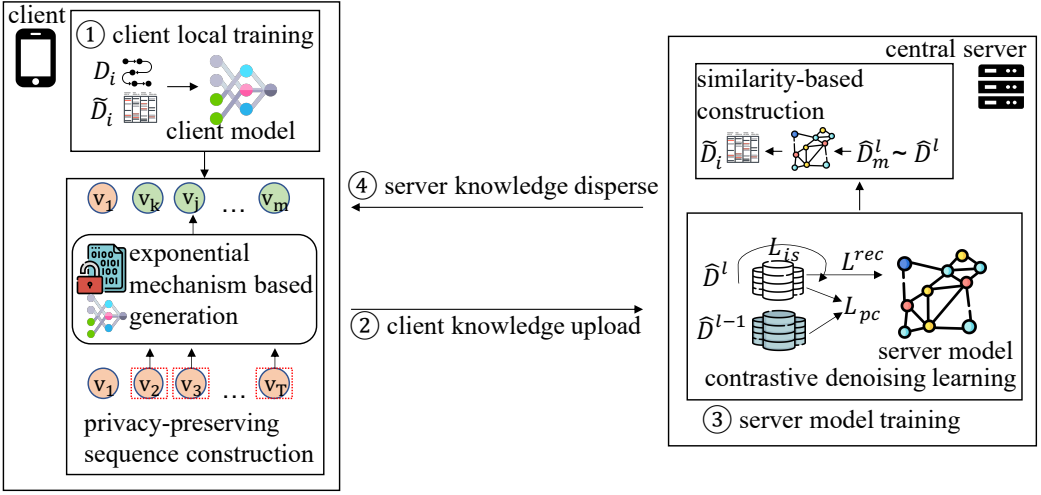 client
① client local training
D_i
D̃_i
client model
v_1 v_k v_j ... v_m
exponential
mechanism based
generation
v_1 v_2 v_3 ... v_T
privacy-preserving
sequence construction
④ server knowledge disperse
② client knowledge upload
central server
similarity-based
construction
D̃_i D̂_m^l ~ D̂^l
L_is
D̂^l L^rec
D̂^{l-1} L_pc
server model
contrastive denoising learning
③ server model training